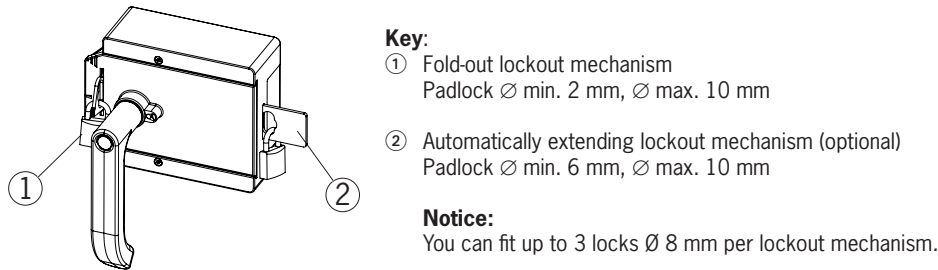 Key:
① Fold-out lockout mechanism
Padlock ∅ min. 2 mm, ∅ max. 10 mm
② Automatically extending lockout mechanism (optional)
Padlock ∅ min. 6 mm, ∅ max. 10 mm
Notice:
You can fit up to 3 locks Ø 8 mm per lockout mechanism.
①
②